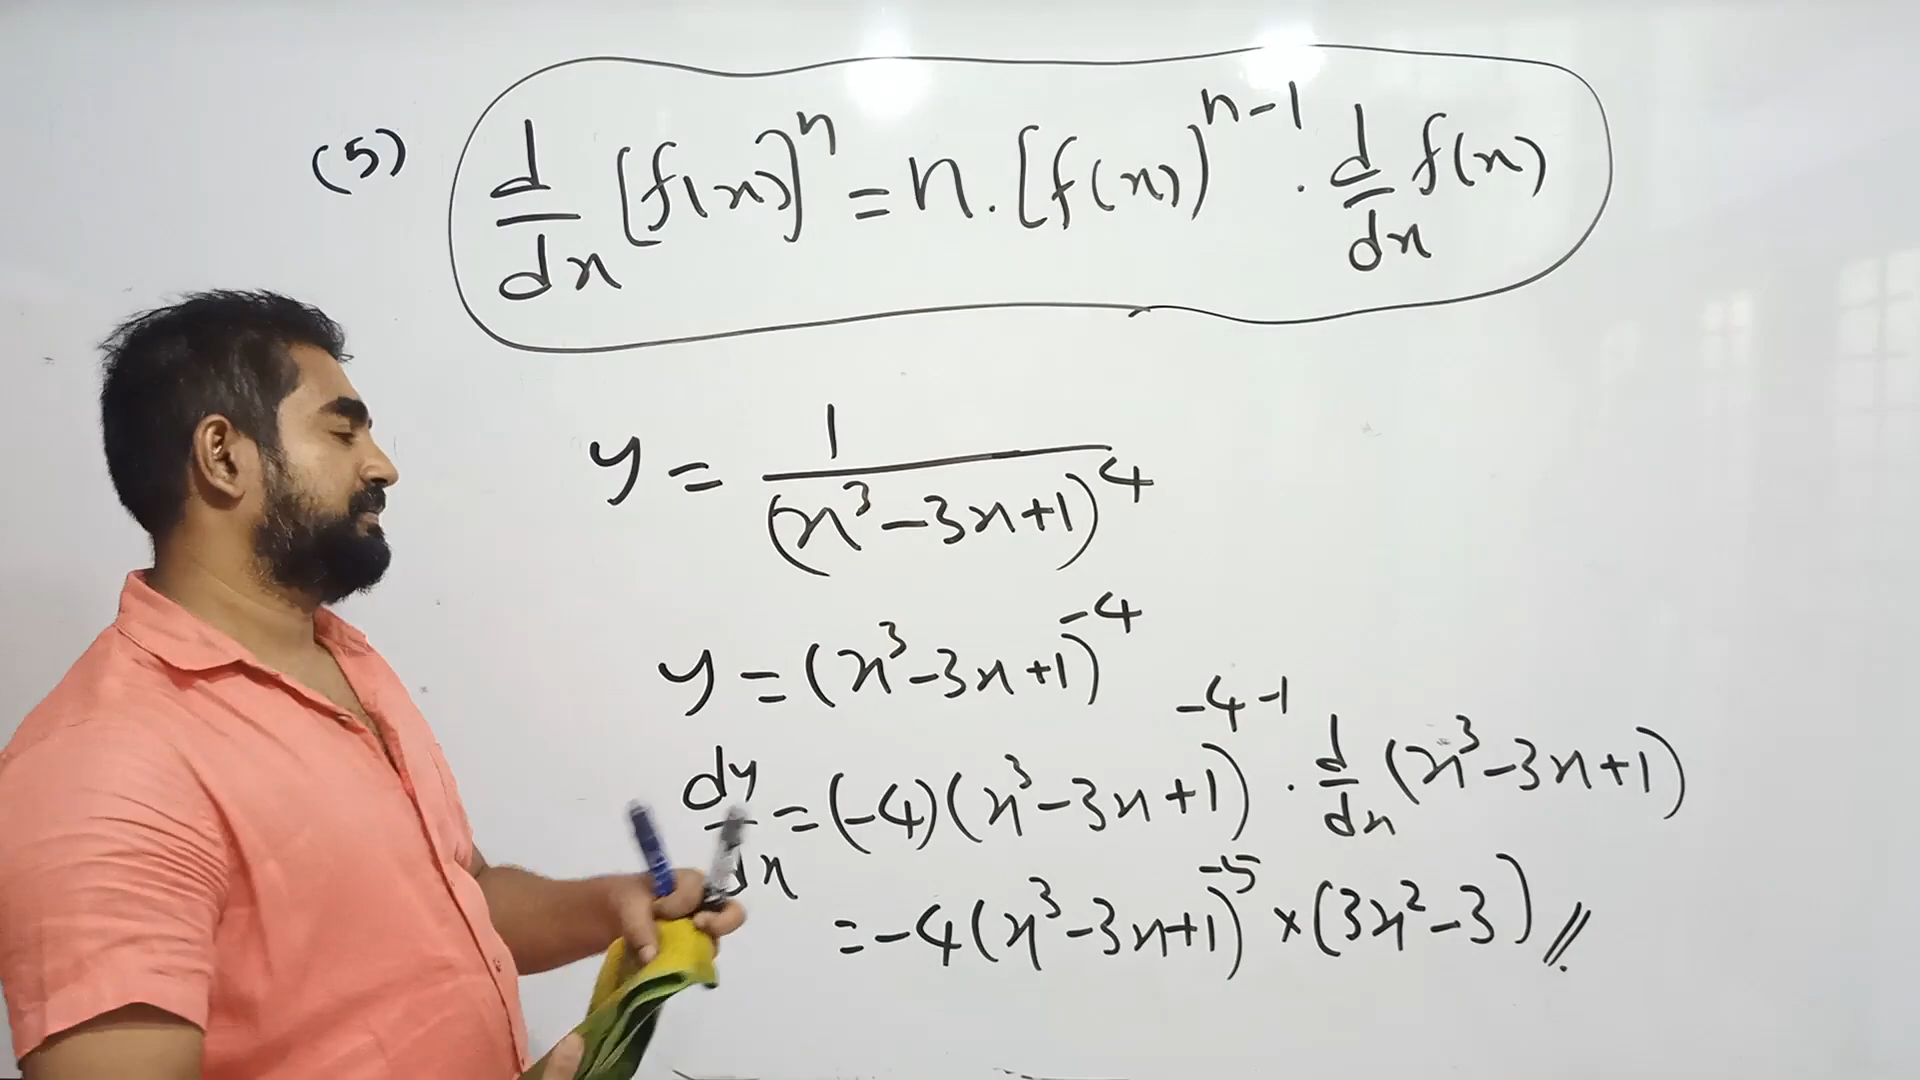 (5) d/dx [f(x)]^n = n . [f(x))^{n-1} . d/dx f(x)
y = 1/(x^3 - 3x + 1)^4
y = (x^3 - 3x + 1)^{-4}
dy/dx = (-4)(x^3 - 3x + 1)^{-4-1} . d/dx (x^3 - 3x + 1)
= -4(x^3 - 3x + 1)^{-5} × (3x^2 - 3) //